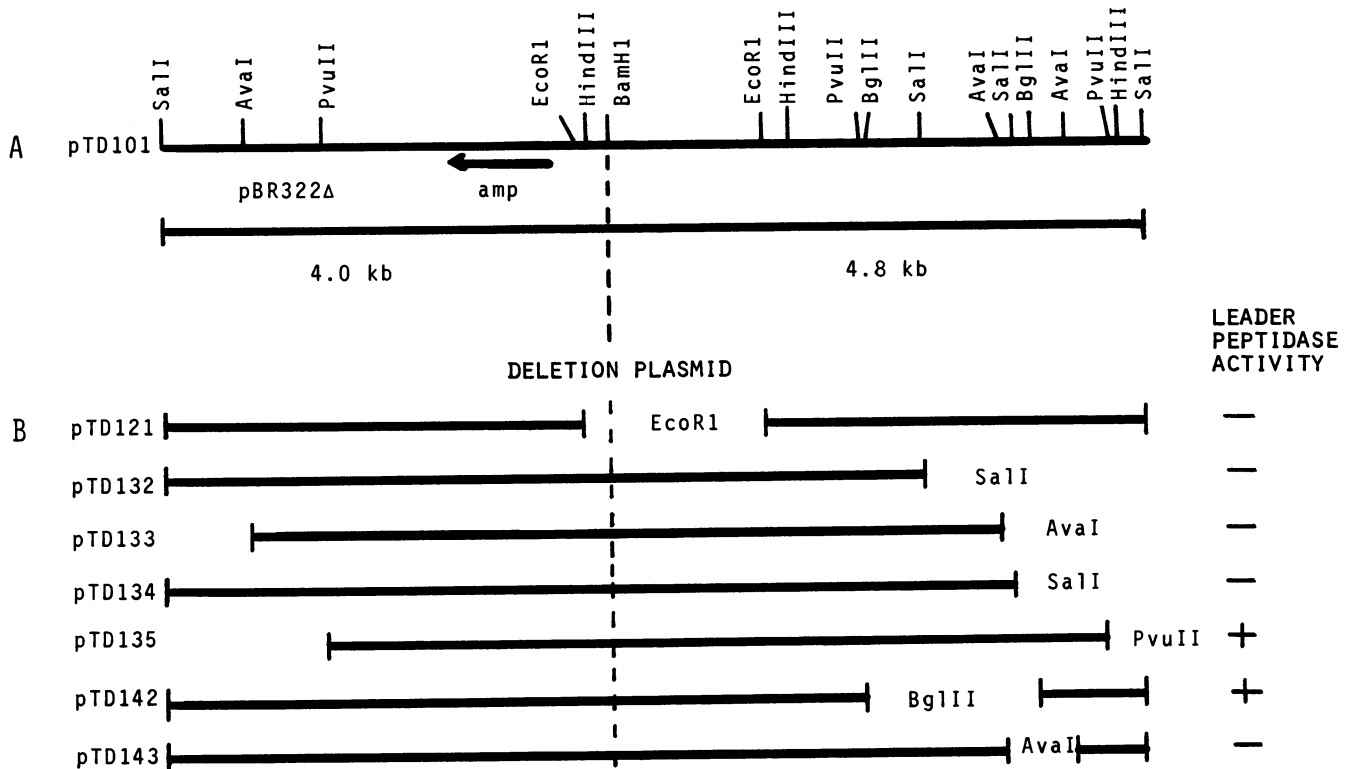 SalI AvaI PvuII EcoR1 HindIII BamH1 EcoR1 HindIII PvuII BglII SalI AvaI SalI BglII AvaI PvuII HindIII SalI
A pTD101
pBR322Δ amp
4.0 kb 4.8 kb
LEADER
PEPTIDASE
ACTIVITY
DELETION PLASMID
B pTD121 EcoR1 —
pTD132 SalI —
pTD133 AvaI —
pTD134 SalI —
pTD135 PvuII +
pTD142 BglII +
pTD143 AvaI —